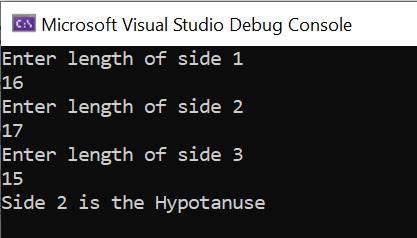 C:\ Microsoft Visual Studio Debug Console
Enter length of side 1
16
Enter length of side 2
17
Enter length of side 3
15
Side 2 is the Hypotanuse